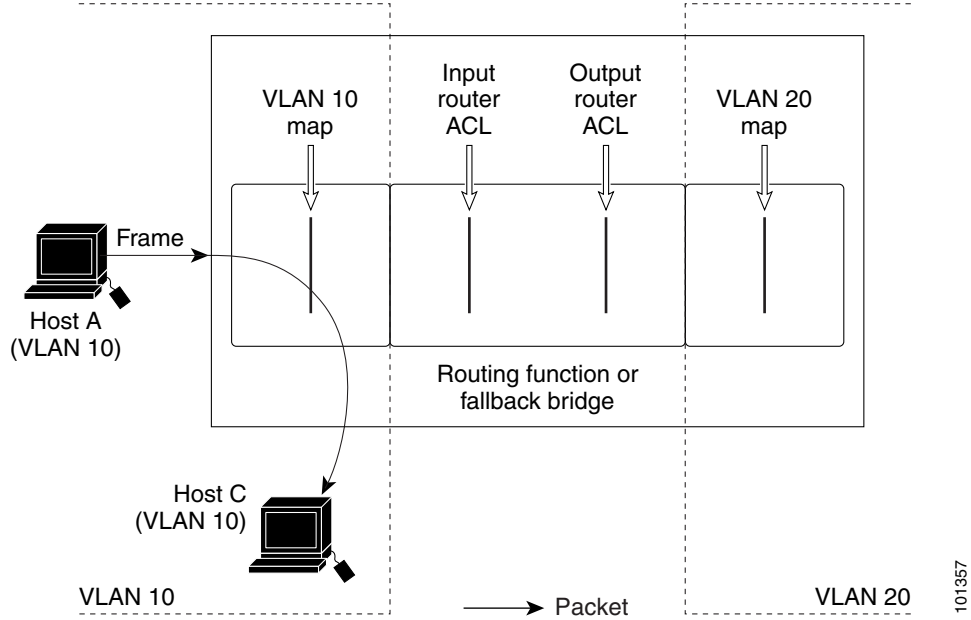 VLAN 10
map
Input
router
ACL
Output
router
ACL
VLAN 20
map
Frame
Host A
(VLAN 10)
Routing function or
fallback bridge
Host C
(VLAN 10)
VLAN 10
Packet
VLAN 20
101357